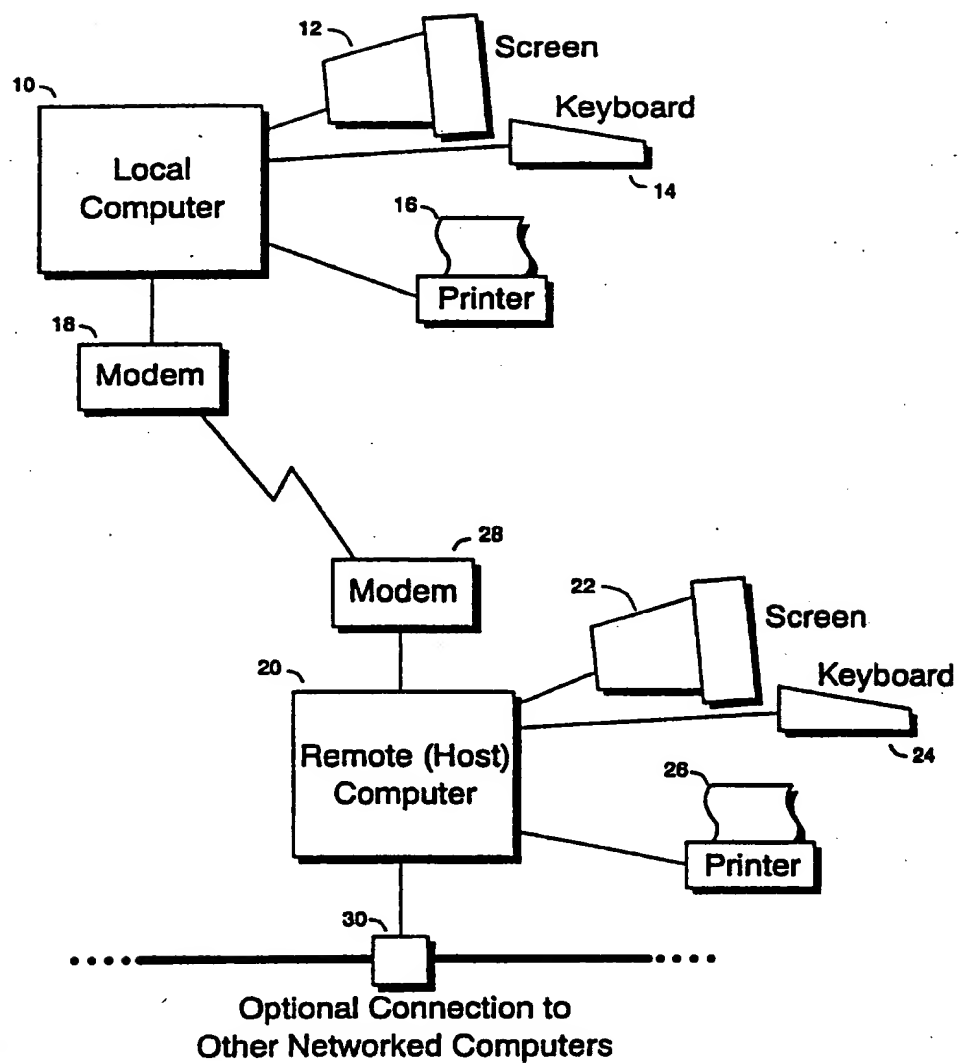 12
Screen
10
Keyboard
Local
Computer
14
16
Printer
18
Modem
28
Modem
22
Screen
20
Keyboard
Remote (Host)
Computer
24
26
Printer
30
Optional Connection to
Other Networked Computers